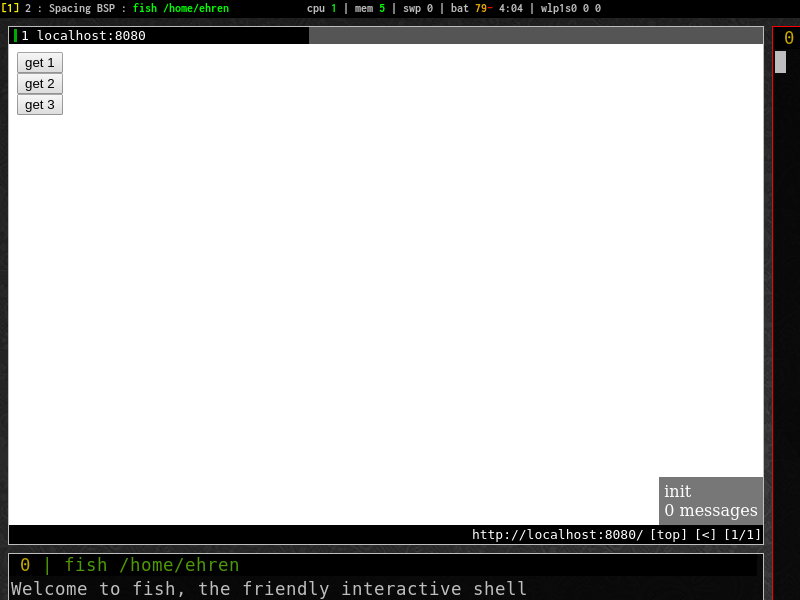 [1] 2 : Spacing BSP : fish /home/ehren cpu 1 | mem 5 | swp 0 | bat 79− 4:04 | wlp1s0 0 0
1 localhost:8080
0
get 1
get 2
get 3
init
0 messages
http://localhost:8080/ [top] [<] [1/1]
0 | fish /home/ehren
Welcome to fish, the friendly interactive shell